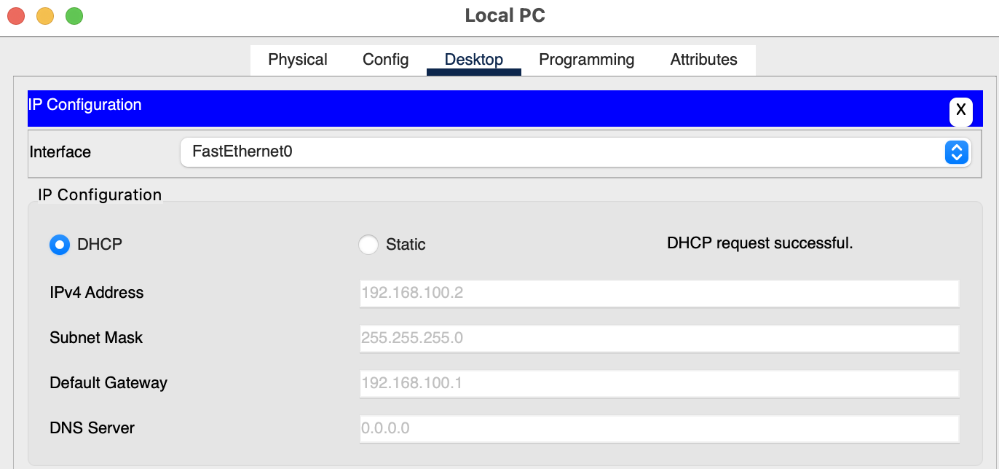 Local PC
Physical Config Desktop Programming Attributes
IP Configuration X
Interface FastEthernet0
IP Configuration
DHCP Static DHCP request successful.
IPv4 Address 192.168.100.2
Subnet Mask 255.255.255.0
Default Gateway 192.168.100.1
DNS Server 0.0.0.0